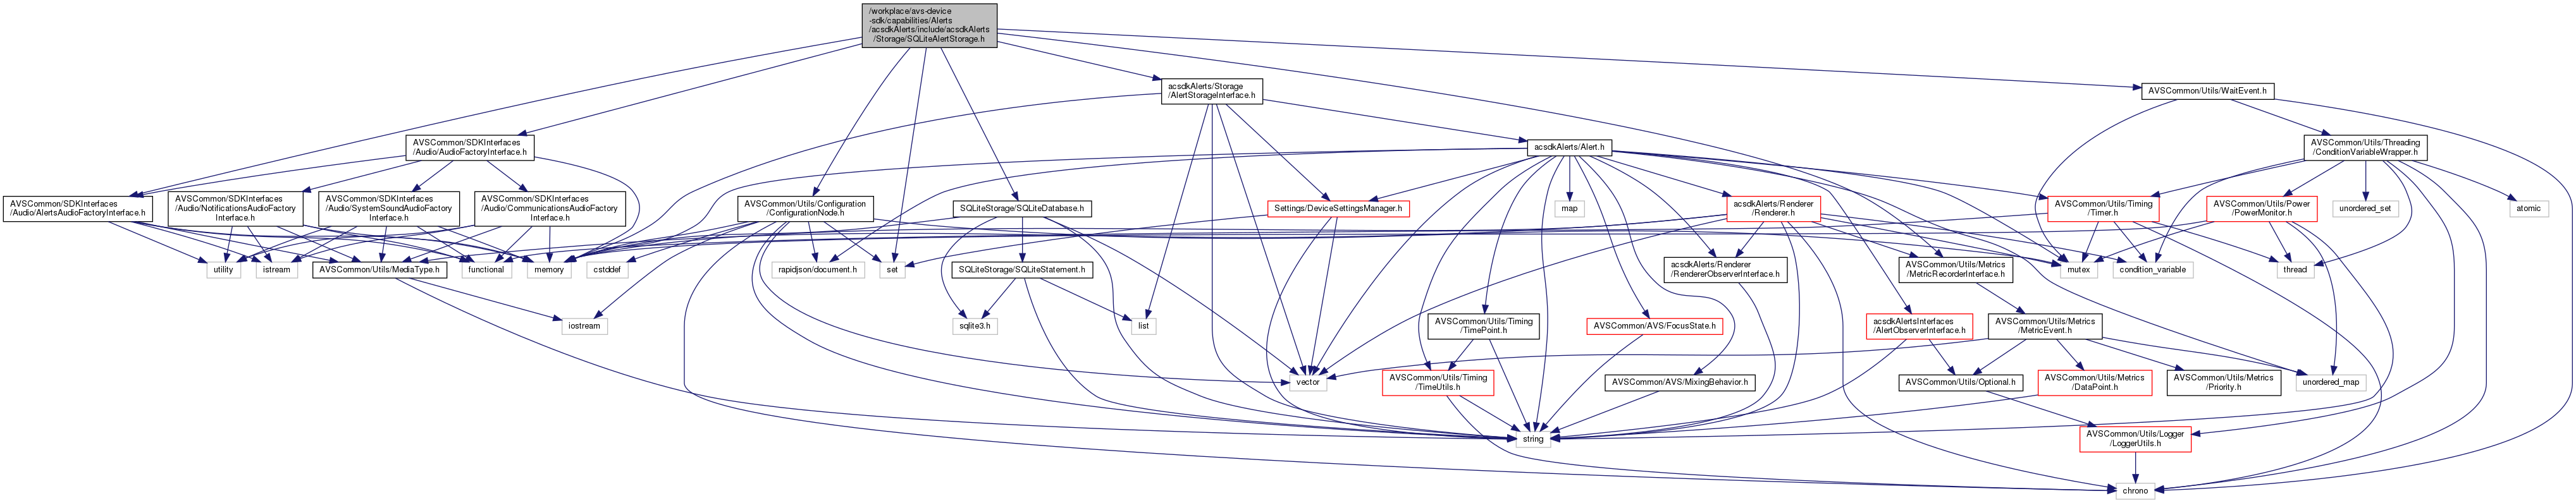 /workplace/avs-device
-sdk/capabilities/Alerts
/acsdkAlerts/include/acsdkAlerts
/Storage/SQLiteAlertStorage.h
acsdkAlerts/Storage
/AlertStorageInterface.h
AVSCommon/Utils/WaitEvent.h
AVSCommon/SDKInterfaces
/Audio/AudioFactoryInterface.h
acsdkAlerts/Alert.h
AVSCommon/Utils/Threading
/ConditionVariableWrapper.h
AVSCommon/SDKInterfaces
/Audio/AlertsAudioFactoryInterface.h
AVSCommon/SDKInterfaces
/Audio/NotificationsAudioFactory
Interface.h
AVSCommon/SDKInterfaces
/Audio/SystemSoundAudioFactory
Interface.h
AVSCommon/SDKInterfaces
/Audio/CommunicationsAudioFactory
Interface.h
AVSCommon/Utils/Configuration
/ConfigurationNode.h
SQLiteStorage/SQLiteDatabase.h
Settings/DeviceSettingsManager.h
map
acsdkAlerts/Renderer
/Renderer.h
AVSCommon/Utils/Timing
/Timer.h
AVSCommon/Utils/Power
/PowerMonitor.h
unordered_set
atomic
utility
istream
AVSCommon/Utils/MediaType.h
functional
memory
cstddef
rapidjson/document.h
set
SQLiteStorage/SQLiteStatement.h
acsdkAlerts/Renderer
/RendererObserverInterface.h
AVSCommon/Utils/Metrics
/MetricRecorderInterface.h
mutex
condition_variable
thread
iostream
sqlite3.h
list
AVSCommon/Utils/Timing
/TimePoint.h
AVSCommon/AVS/FocusState.h
acsdkAlertsInterfaces
/AlertObserverInterface.h
AVSCommon/Utils/Metrics
/MetricEvent.h
vector
AVSCommon/Utils/Timing
/TimeUtils.h
AVSCommon/AVS/MixingBehavior.h
AVSCommon/Utils/Optional.h
AVSCommon/Utils/Metrics
/DataPoint.h
AVSCommon/Utils/Metrics
/Priority.h
unordered_map
string
AVSCommon/Utils/Logger
/LoggerUtils.h
chrono